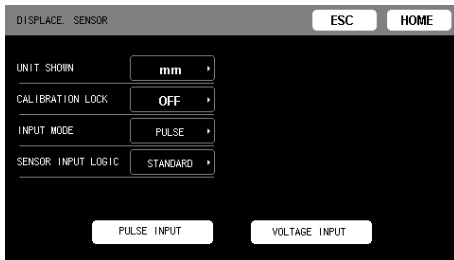 DISPLACE. SENSOR ESC HOME
UNIT SHOWN mm
CALIBRATION LOCK OFF
INPUT MODE PULSE
SENSOR INPUT LOGIC STANDARD
PULSE INPUT VOLTAGE INPUT